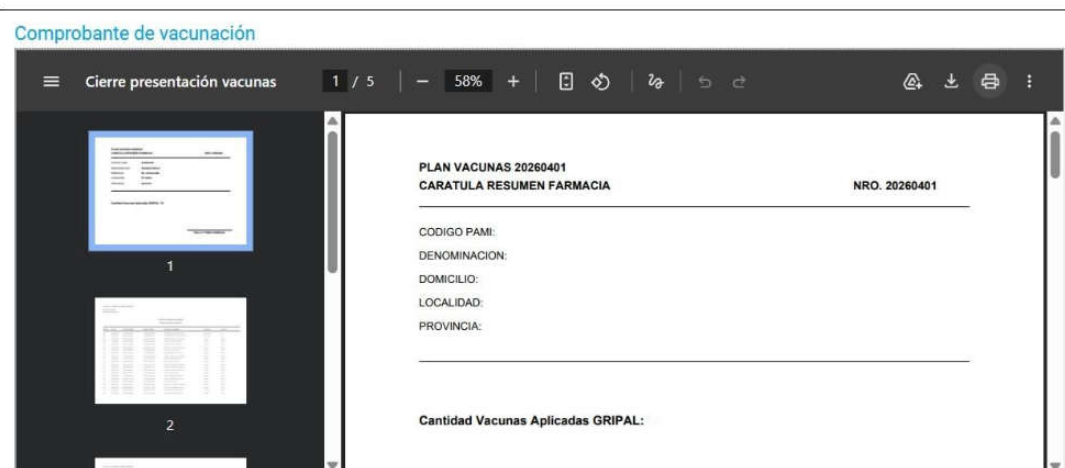 Comprobante de vacunación
Cierre presentación vacunas 1 / 5 58%
1
2
PLAN VACUNAS 20260401
CARATULA RESUMEN FARMACIA NRO. 20260401
CODIGO PAMI:
DENOMINACION:
DOMICILIO:
LOCALIDAD:
PROVINCIA:
Cantidad Vacunas Aplicadas GRIPAL: